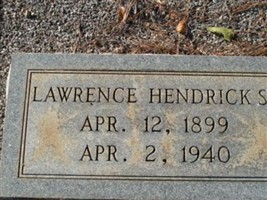 LAWRENCE HENDRICK S
APR. 12, 1899
APR. 2, 1940